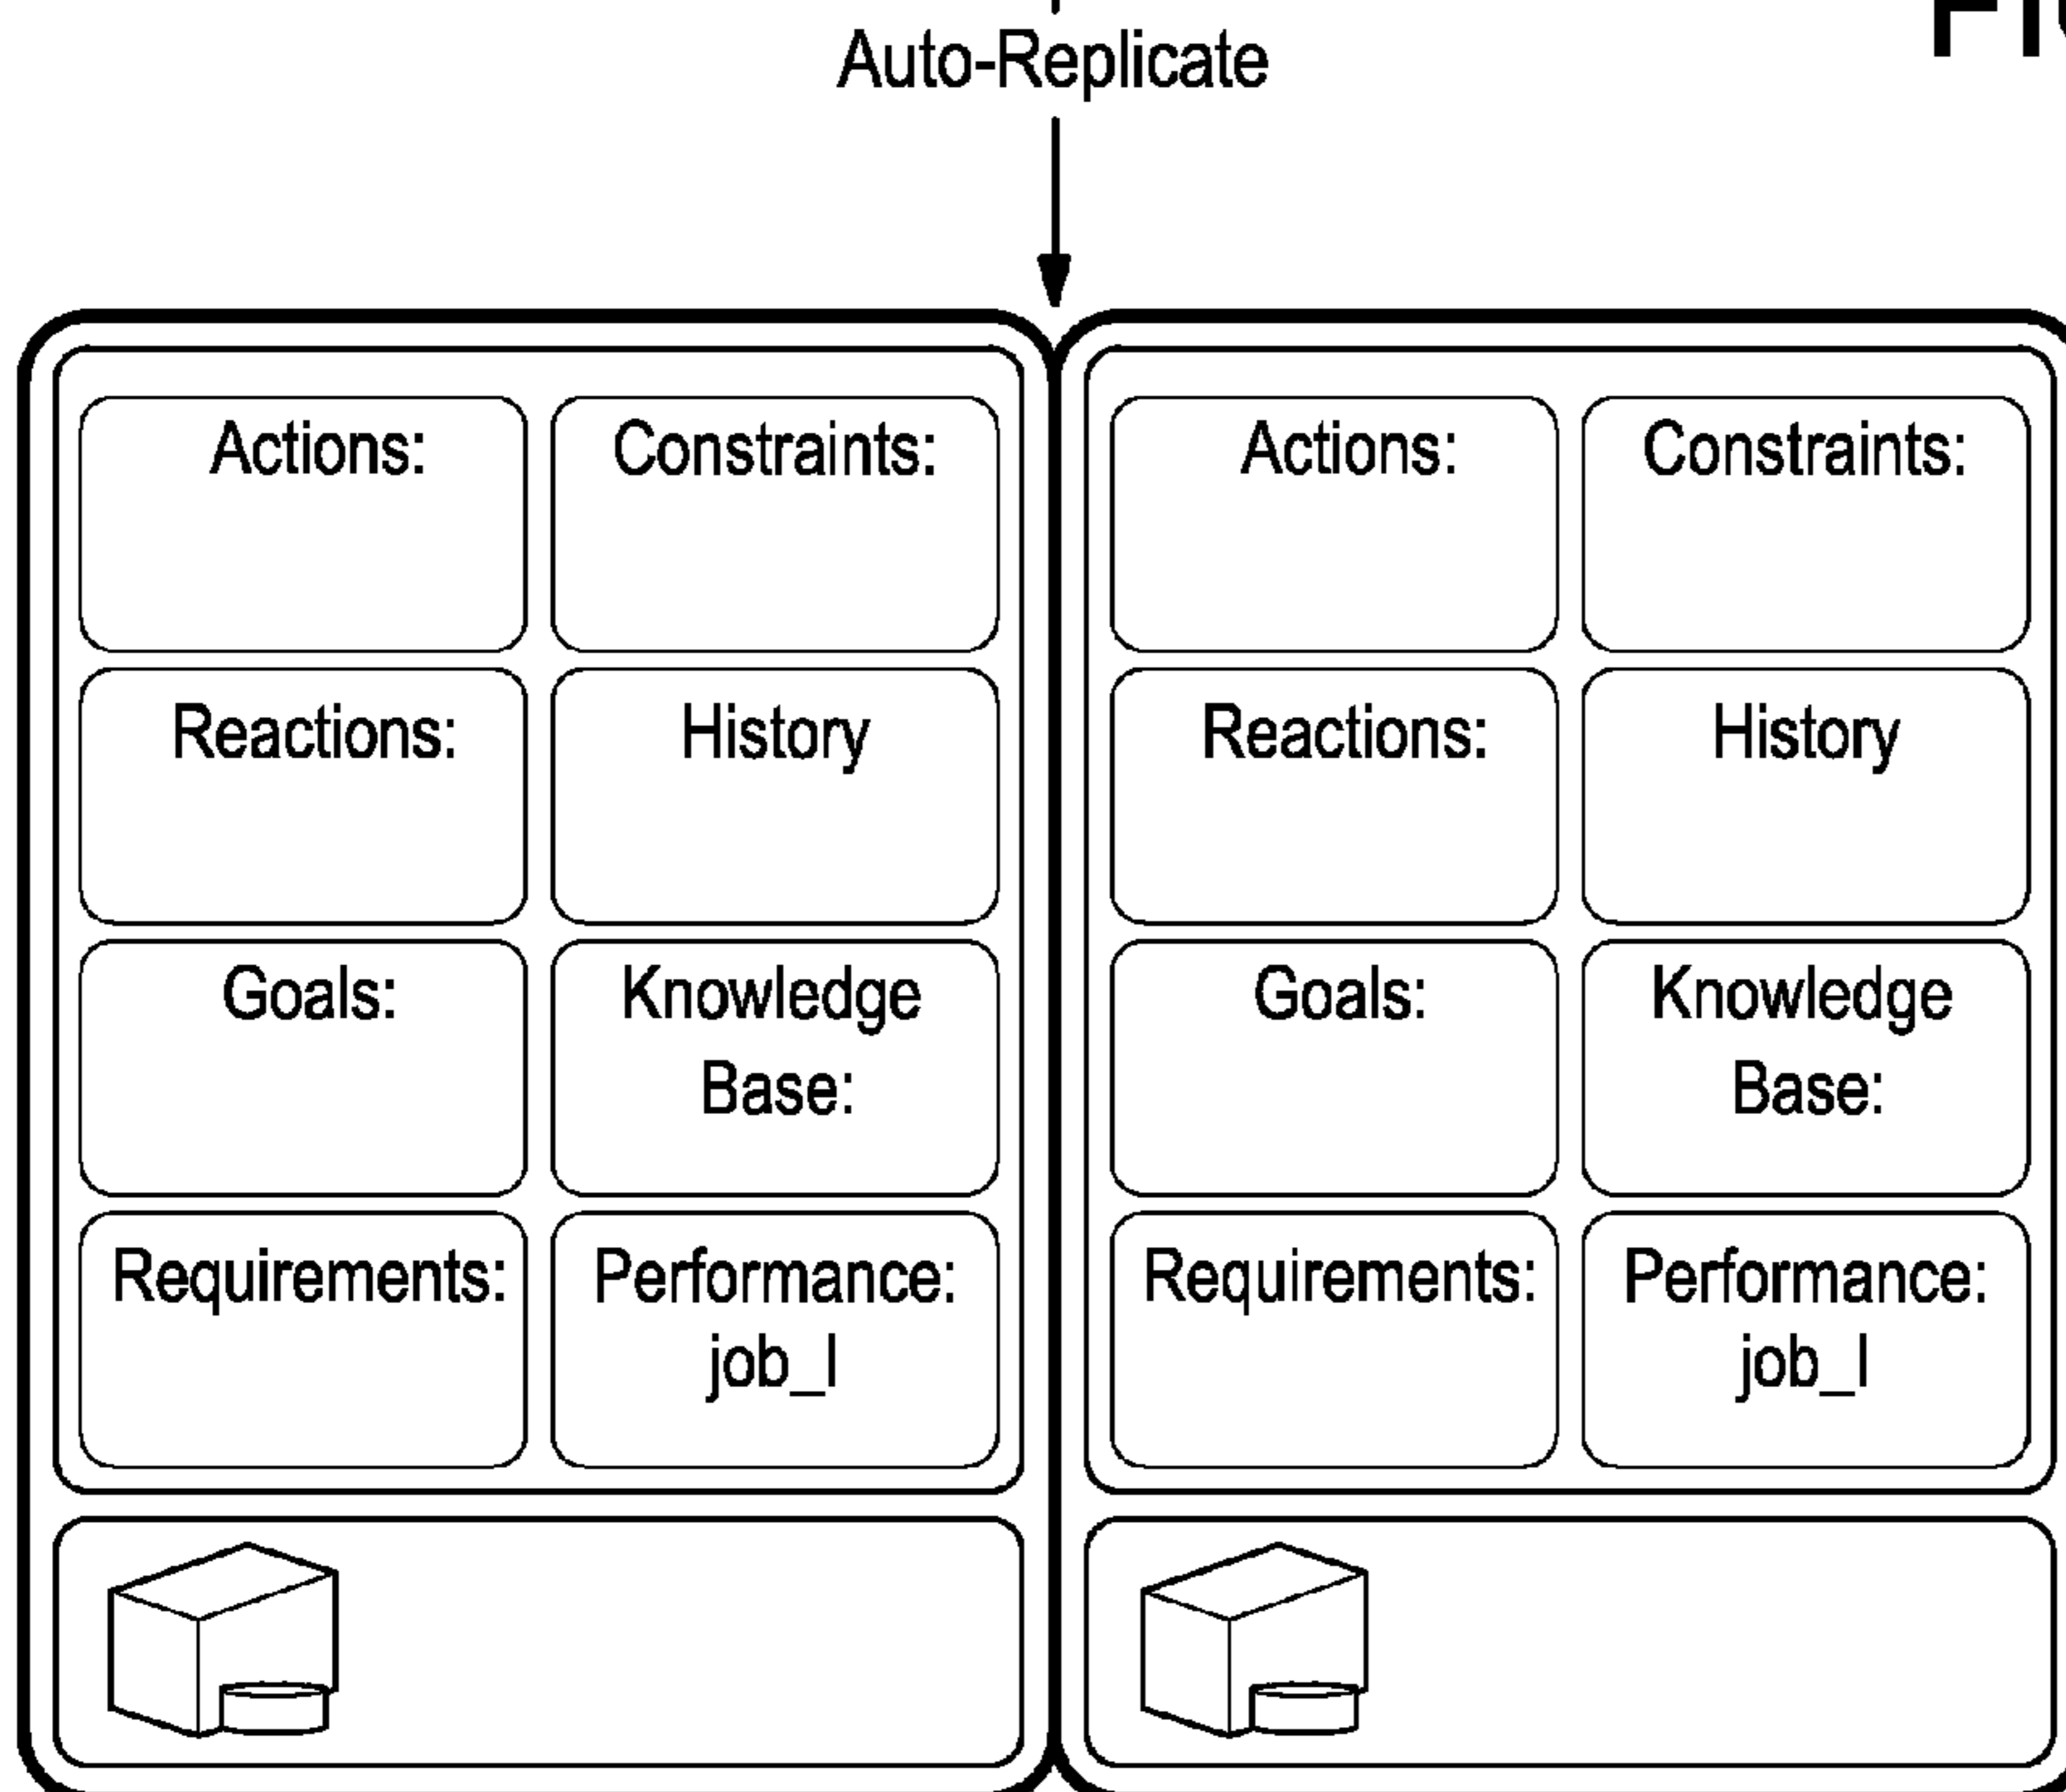 Auto-Replicate
Actions:
Constraints:
Reactions:
History
Goals:
Knowledge
Base:
Requirements:
Performance:
job_l
Actions:
Constraints:
Reactions:
History
Goals:
Knowledge
Base:
Requirements:
Performance:
job_l